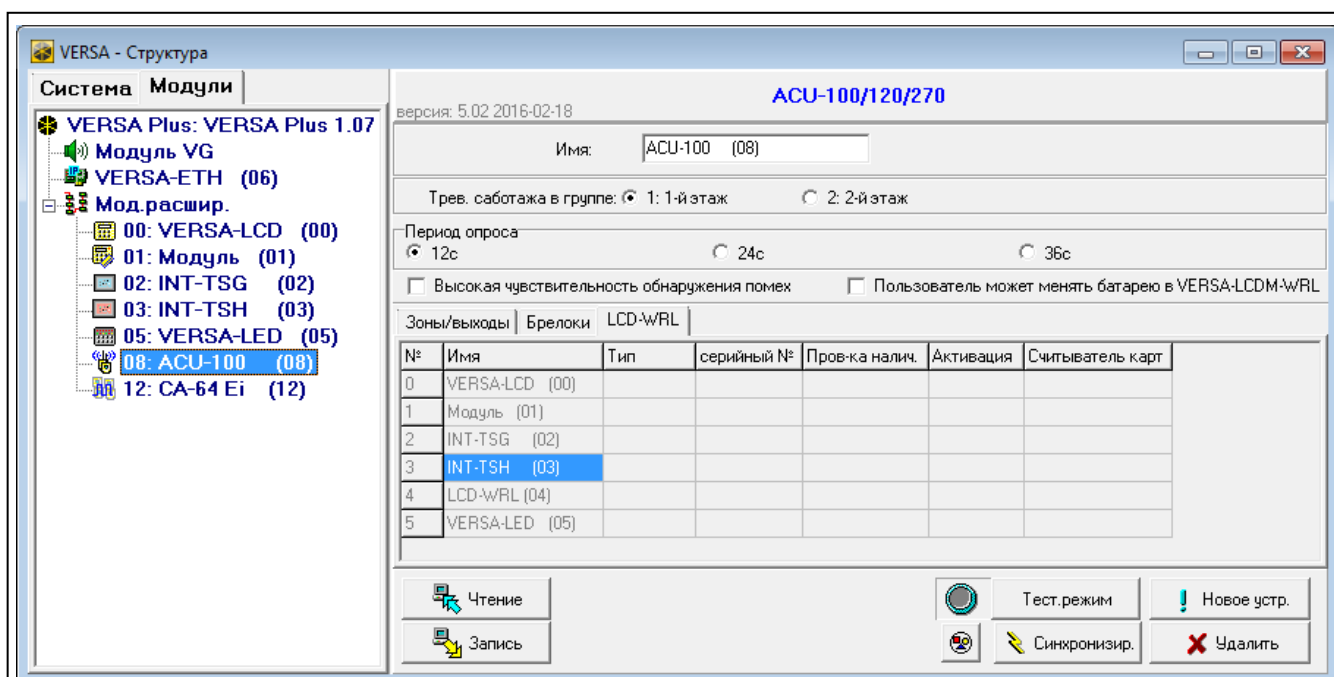 VERSA - Структура
Система Модули
VERSA Plus: VERSA Plus 1.07
Модуль VG
VERSA-ETH (06)
Мод.расшир.
00: VERSA-LCD (00)
01: Модуль (01)
02: INT-TSG (02)
03: INT-TSH (03)
05: VERSA-LED (05)
08: ACU-100 (08)
12: CA-64 Ei (12)
ACU-100/120/270
версия: 5.02 2016-02-18
Имя: ACU-100 (08)
Трев. саботажа в группе: 1: 1-й этаж 2: 2-й этаж
Период опроса
12с 24с 36с
Высокая чувствительность обнаружения помех Пользователь может менять батарею в VERSA-LCDM-WRL
Зоны/выходы Брелоки LCD-WRL
№ Имя Тип серийный № Пров-ка налич. Активация Считыватель карт
0 VERSA-LCD (00)
1 Модуль (01)
2 INT-TSG (02)
3 INT-TSH (03)
4 LCD-WRL (04)
5 VERSA-LED (05)
Чтение Тест.режим Новое устр.
Запись Синхронизир. Удалить